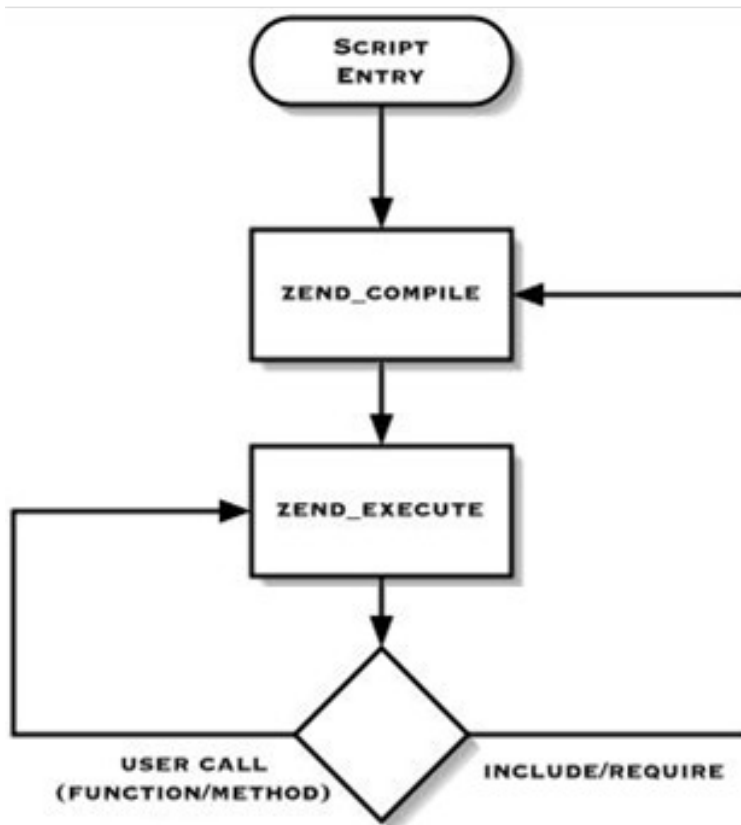 SCRIPT
ENTRY
ZEND_COMPILE
ZEND_EXECUTE
USER CALL
(FUNCTION/METHOD)
INCLUDE/REQUIRE